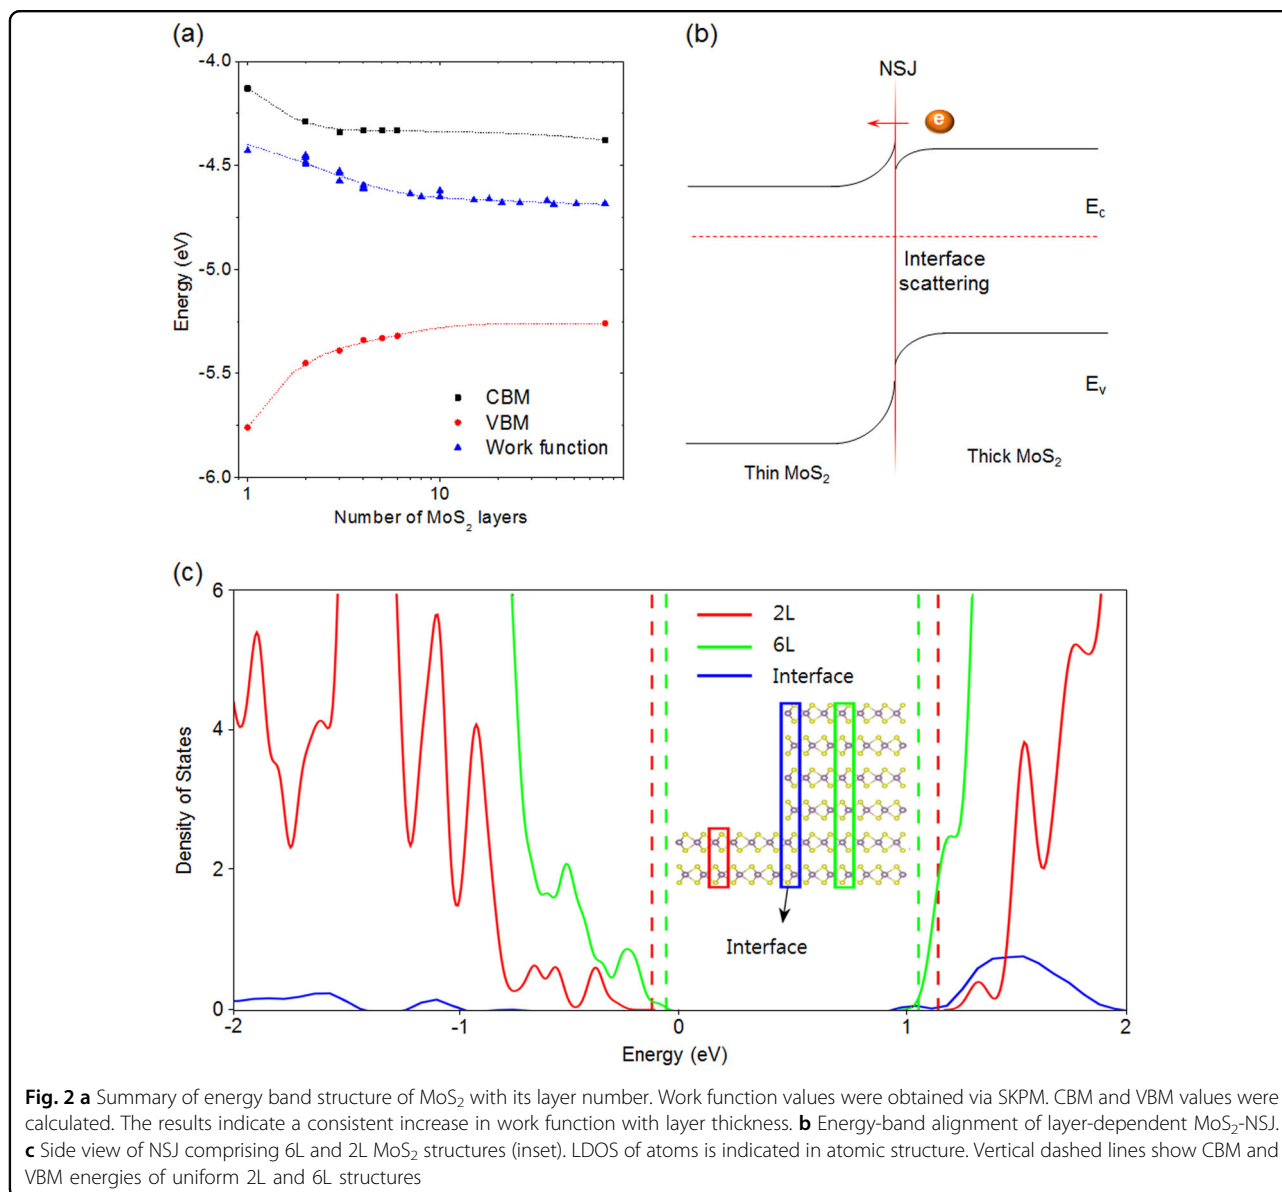 (a)
-4.0
-4.5
-5.0
-5.5
-6.0
Energy (eV)
CBM
VBM
Work function
1
10
Number of MoS₂ layers
(b)
NSJ
e
E_c
Interface
scattering
E_v
Thin MoS₂
Thick MoS₂
(c)
6
4
2
0
Density of States
2L
6L
Interface
Interface
-2
-1
0
1
2
Energy (eV)
Fig. 2 a Summary of energy band structure of MoS₂ with its layer number. Work function values were obtained via SKPM. CBM and VBM values were
calculated. The results indicate a consistent increase in work function with layer thickness. b Energy-band alignment of layer-dependent MoS₂-NSJ.
c Side view of NSJ comprising 6L and 2L MoS₂ structures (inset). LDOS of atoms is indicated in atomic structure. Vertical dashed lines show CBM and
VBM energies of uniform 2L and 6L structures